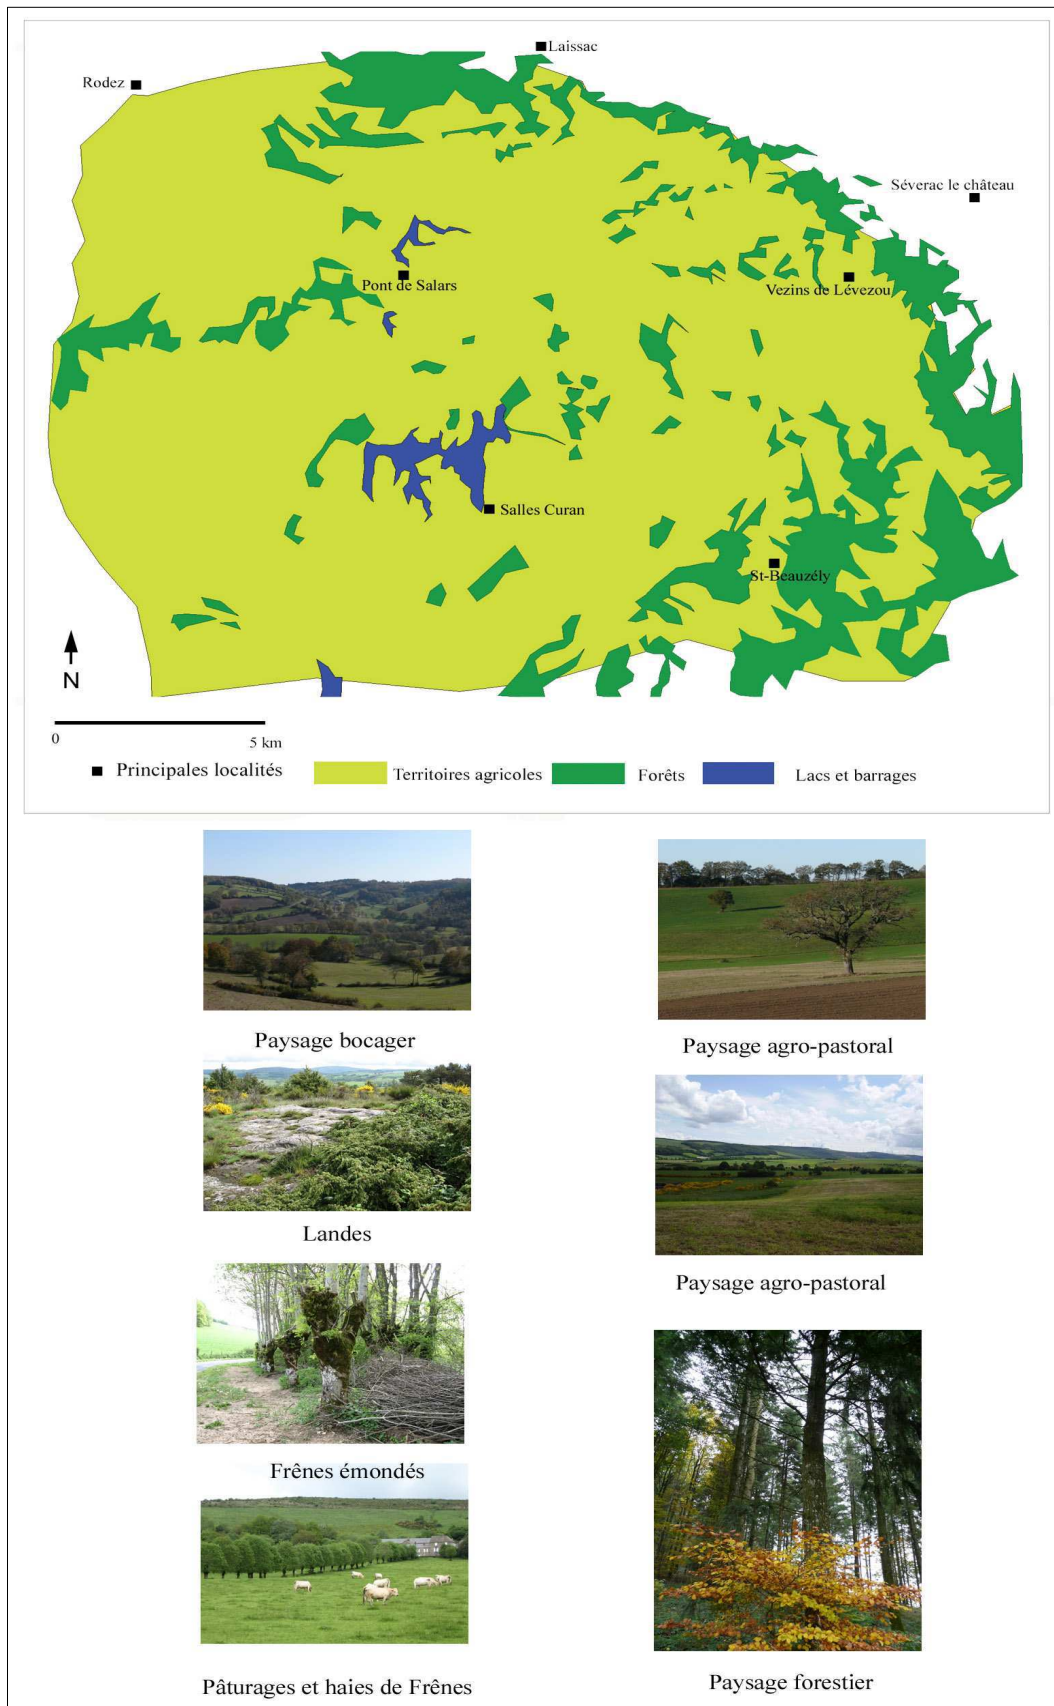 Laissac
Rodez
Séverac le château
Pont de Salars
Vezins de Lévezou
Salles Curan
St-Beauzély
N
0 5 km
Principales localités Territoires agricoles Forêts Lacs et barrages
Paysage bocager
Paysage agro-pastoral
Landes
Paysage agro-pastoral
Frênes émondés
Pâturages et haies de Frênes
Paysage forestier